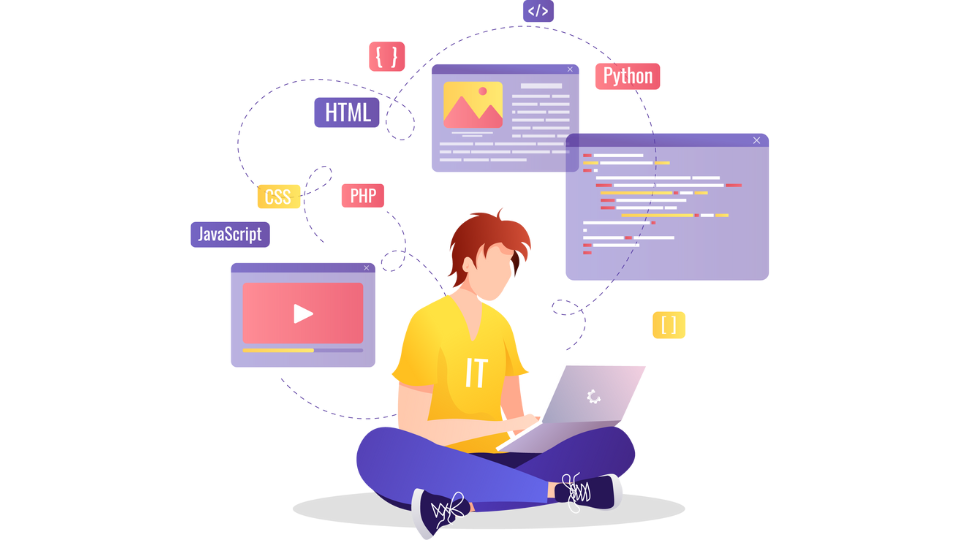 </>
{ }
Python
HTML
CSS
PHP
JavaScript
[ ]
IT